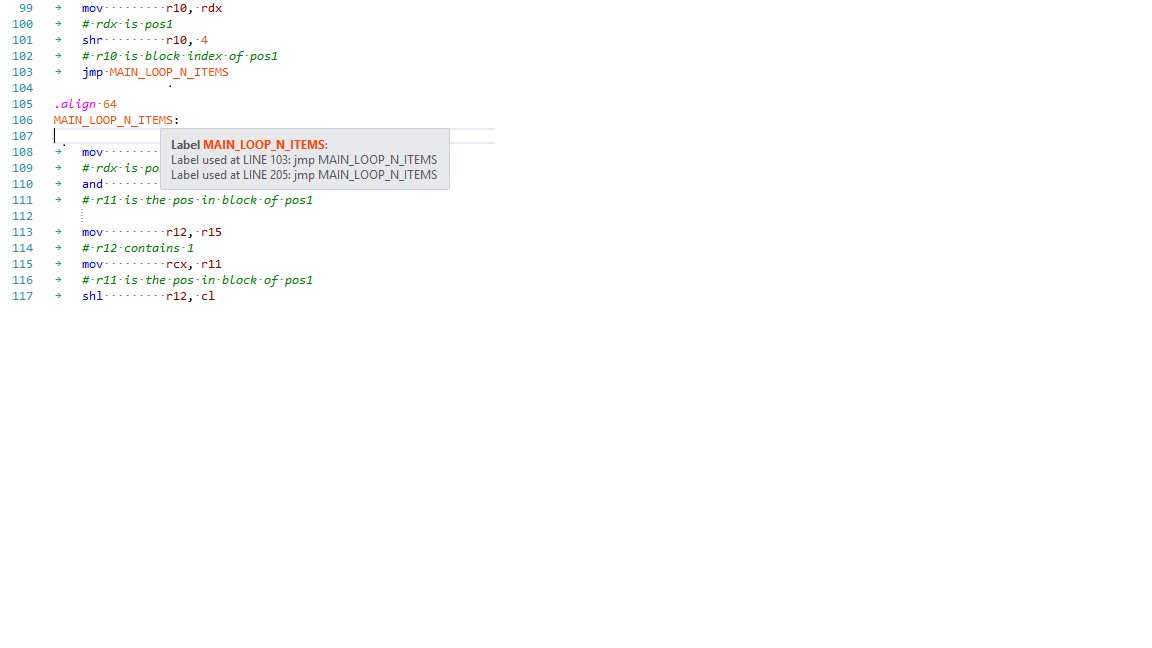 99 → mov·········r10,·rdx
100 → #·rdx·is·pos1
101 → shr·········r10,·4
102 → #·r10·is·block·index·of·pos1
103 → jmp·MAIN_LOOP_N_ITEMS
104
105 .align·64
106 MAIN_LOOP_N_ITEMS:
107
Label MAIN_LOOP_N_ITEMS:
Label used at LINE 103: jmp MAIN_LOOP_N_ITEMS
Label used at LINE 205: jmp MAIN_LOOP_N_ITEMS
108 → mov········
109 → #·rdx·is·po
110 → and········
111 → #·r11·is·the·pos·in·block·of·pos1
112
113 → mov·········r12,·r15
114 → #·r12·contains·1
115 → mov·········rcx,·r11
116 → #·r11·is·the·pos·in·block·of·pos1
117 → shl·········r12,·cl